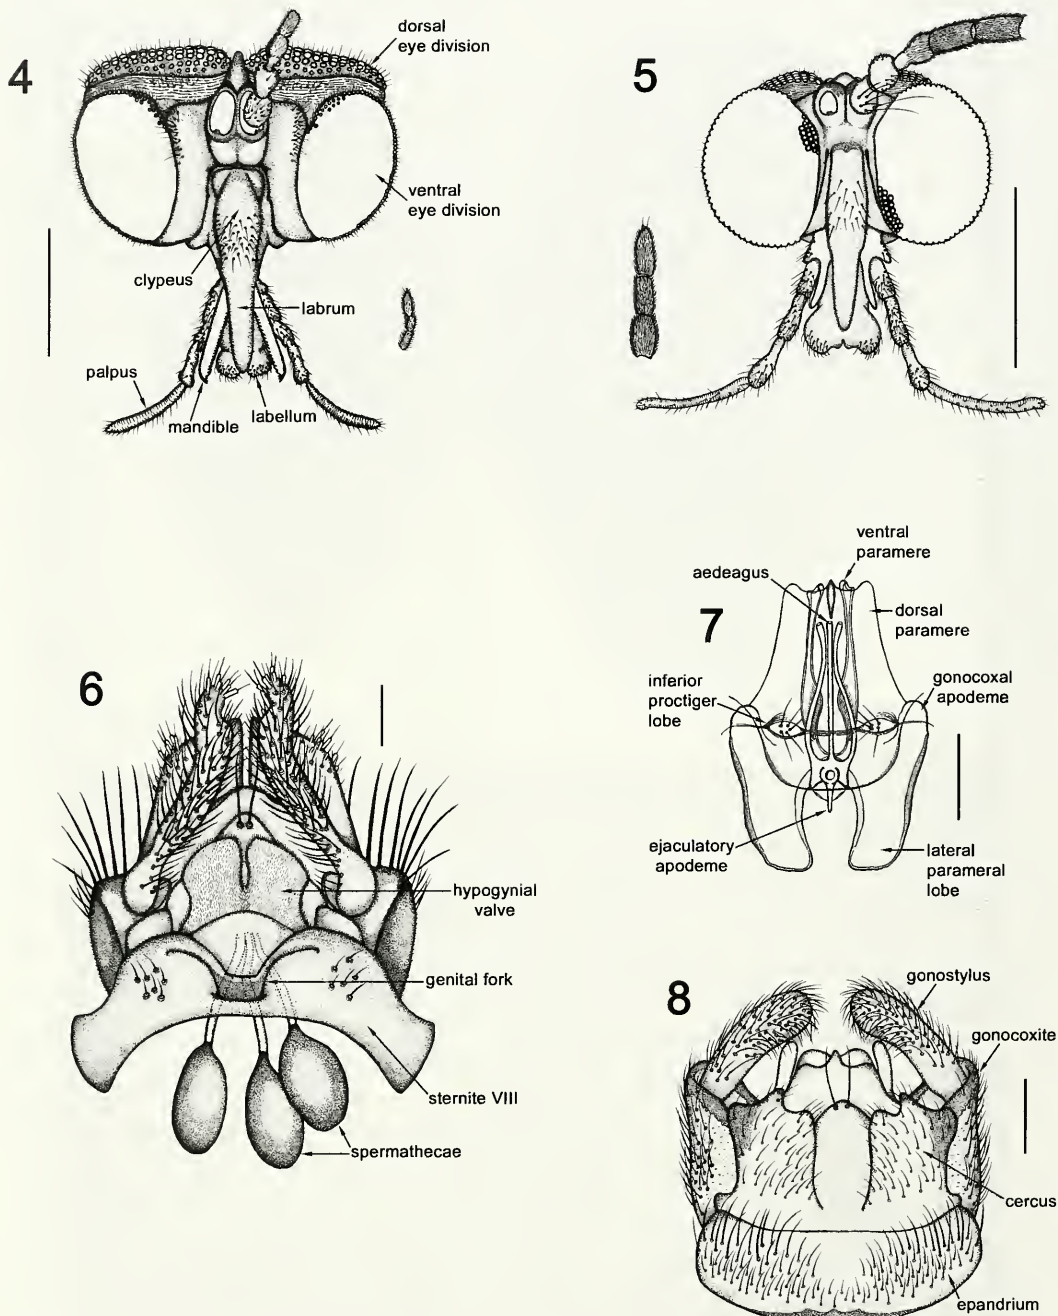 4
dorsal
eye division
ventral
eye division
clypeus
labrum
palpus
mandible
labellum
5
6
hypogynial
valve
genital fork
sternite VIII
spermathecae
7
ventral
paramere
aedeagus
dorsal
paramere
inferior
proctiger
lobe
gonocoxal
apodeme
ejaculatory
apodeme
lateral
parameral
lobe
8
gonostylus
gonocoxite
cercus
epandrium